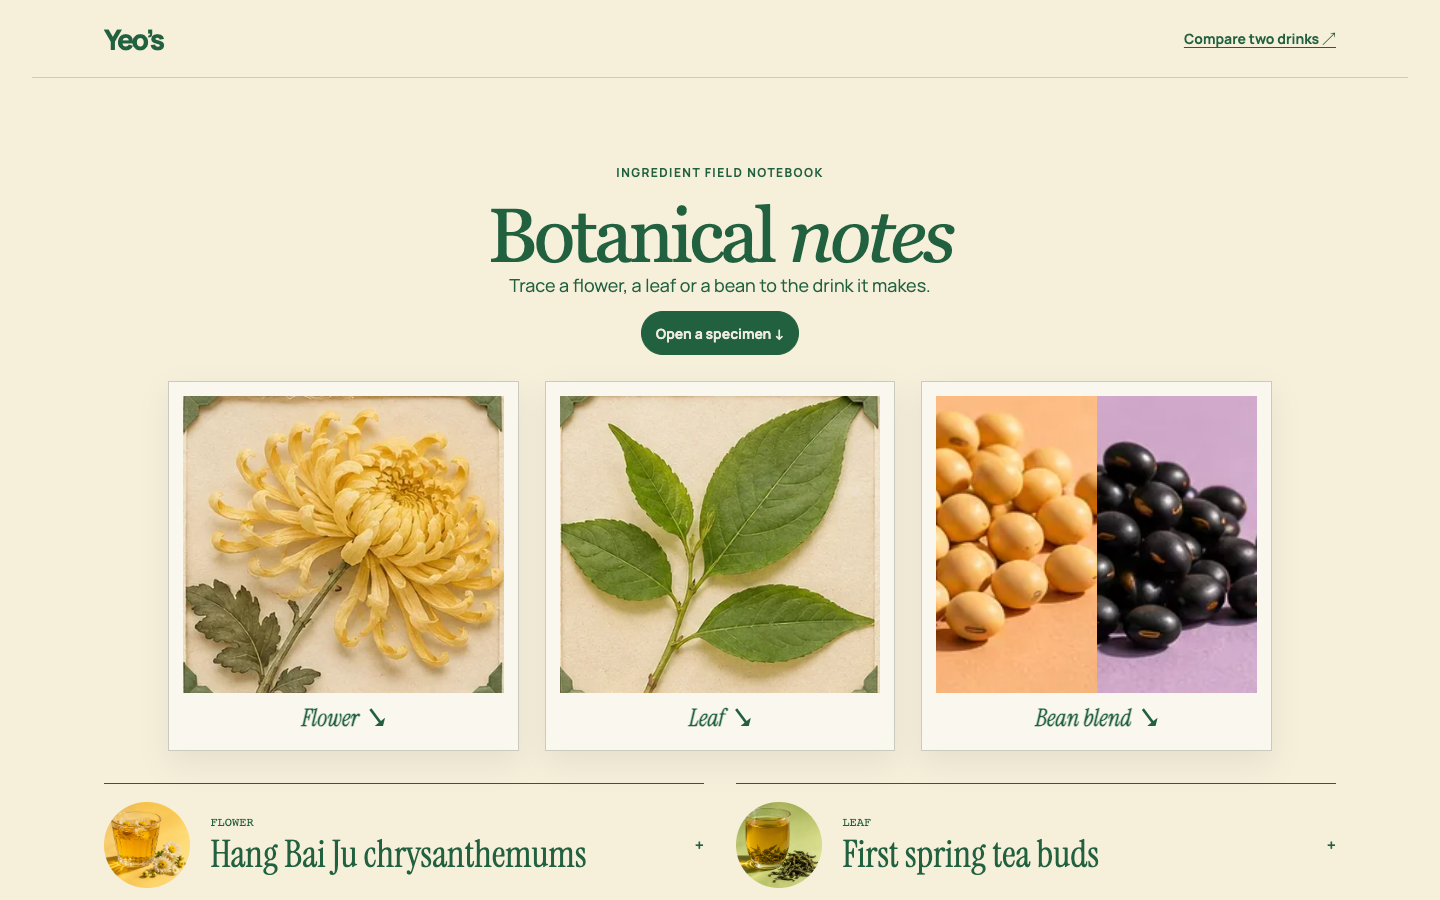 Yeo's
Compare two drinks ↗
INGREDIENT FIELD NOTEBOOK
Botanical notes
Trace a flower, a leaf or a bean to the drink it makes.
Open a specimen ↓
Flower ↘
Leaf ↘
Bean blend ↘
FLOWER
Hang Bai Ju chrysanthemums
+
LEAF
First spring tea buds
+